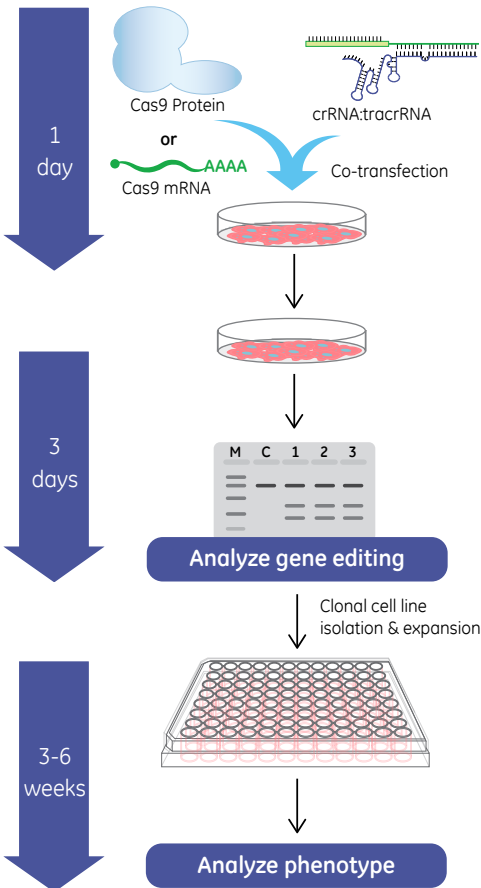 1
day
Cas9 Protein
or
AAAA
Cas9 mRNA
crRNA:tracrRNA
Co-transfection
3
days
M C 1 2 3
Analyze gene editing
Clonal cell line
isolation & expansion
3-6
weeks
Analyze phenotype